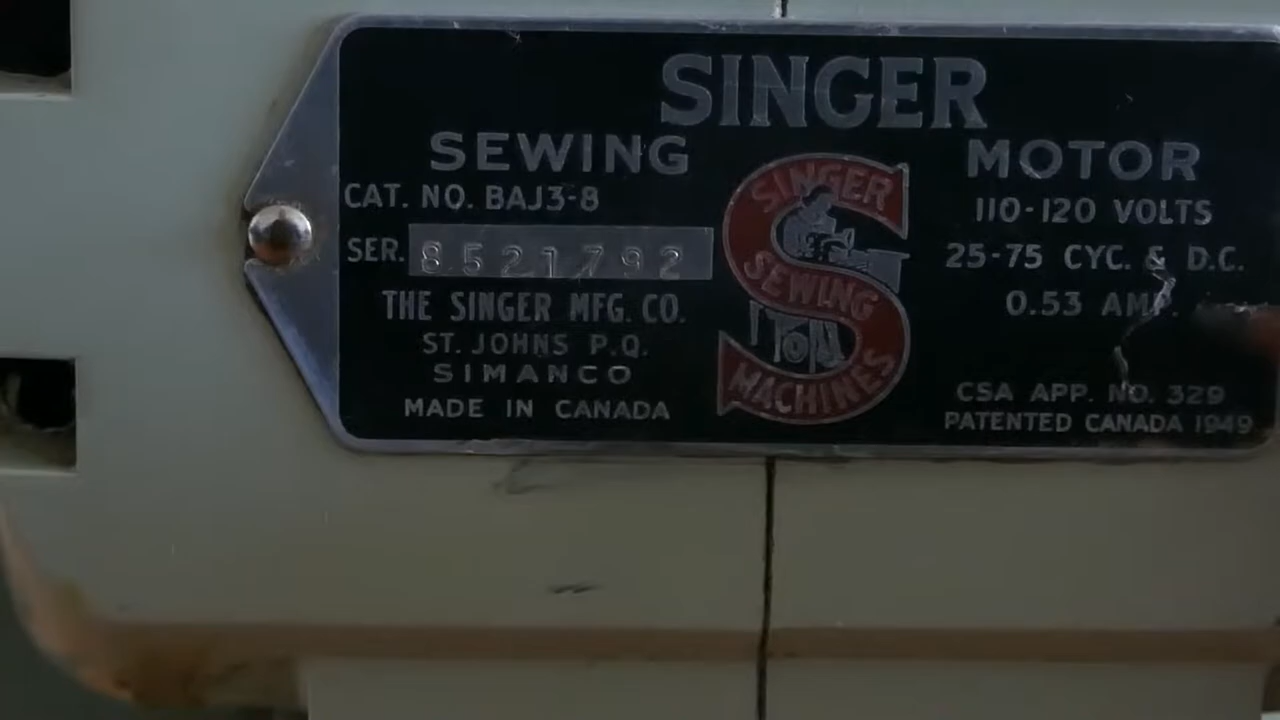 SINGER
SEWING
CAT. NO. BAJ3-8
SER. 8521792
THE SINGER MFG. CO.
ST. JOHNS P.Q.
SIMANCO
MADE IN CANADA
SINGER
SEWING
MACHINES
MOTOR
110-120 VOLTS
25-75 CYC. & D.C.
0.53 AMP.
CSA APP. NO. 329
PATENTED CANADA 1949